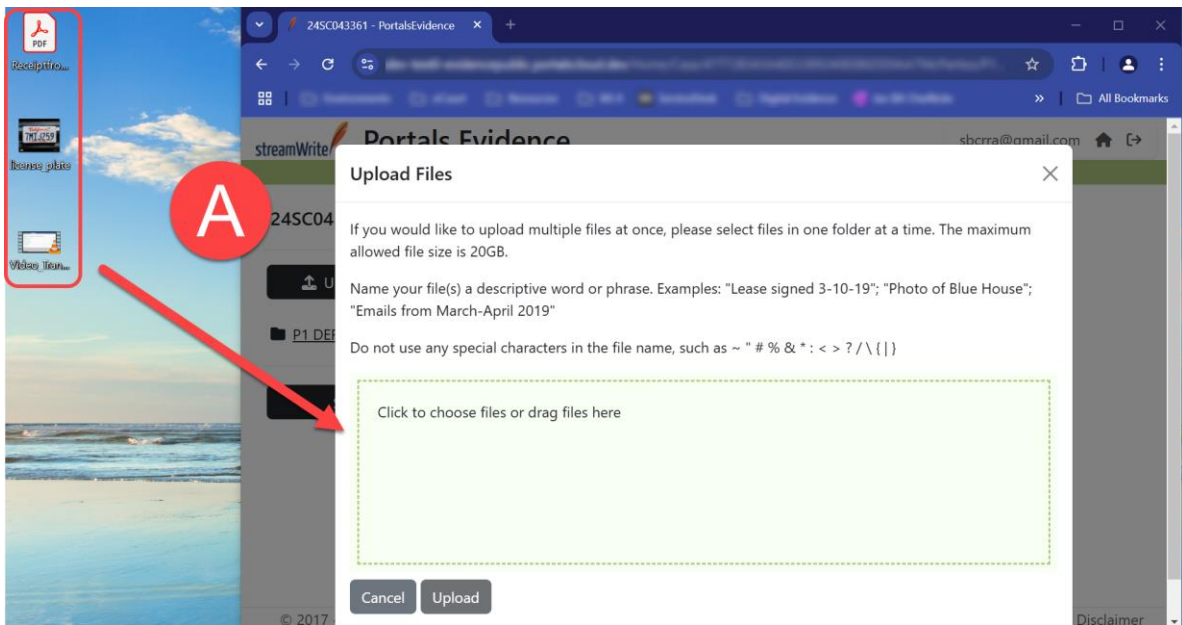 PDF
24SC043361 - PortalsEvidence
All Bookmarks
7MIJ259
license_plate
Video_Tran...
A
streamWrite
Portals Evidence
sbcrra@gmail.com
24SC04
U
P1 DEF
Upload Files
If you would like to upload multiple files at once, please select files in one folder at a time. The maximum
allowed file size is 20GB.
Name your file(s) a descriptive word or phrase. Examples: "Lease signed 3-10-19"; "Photo of Blue House";
"Emails from March-April 2019"
Do not use any special characters in the file name, such as ~ " # % & * : < > ? / \ { | }
Click to choose files or drag files here
Cancel
Upload
© 2017
Disclaimer